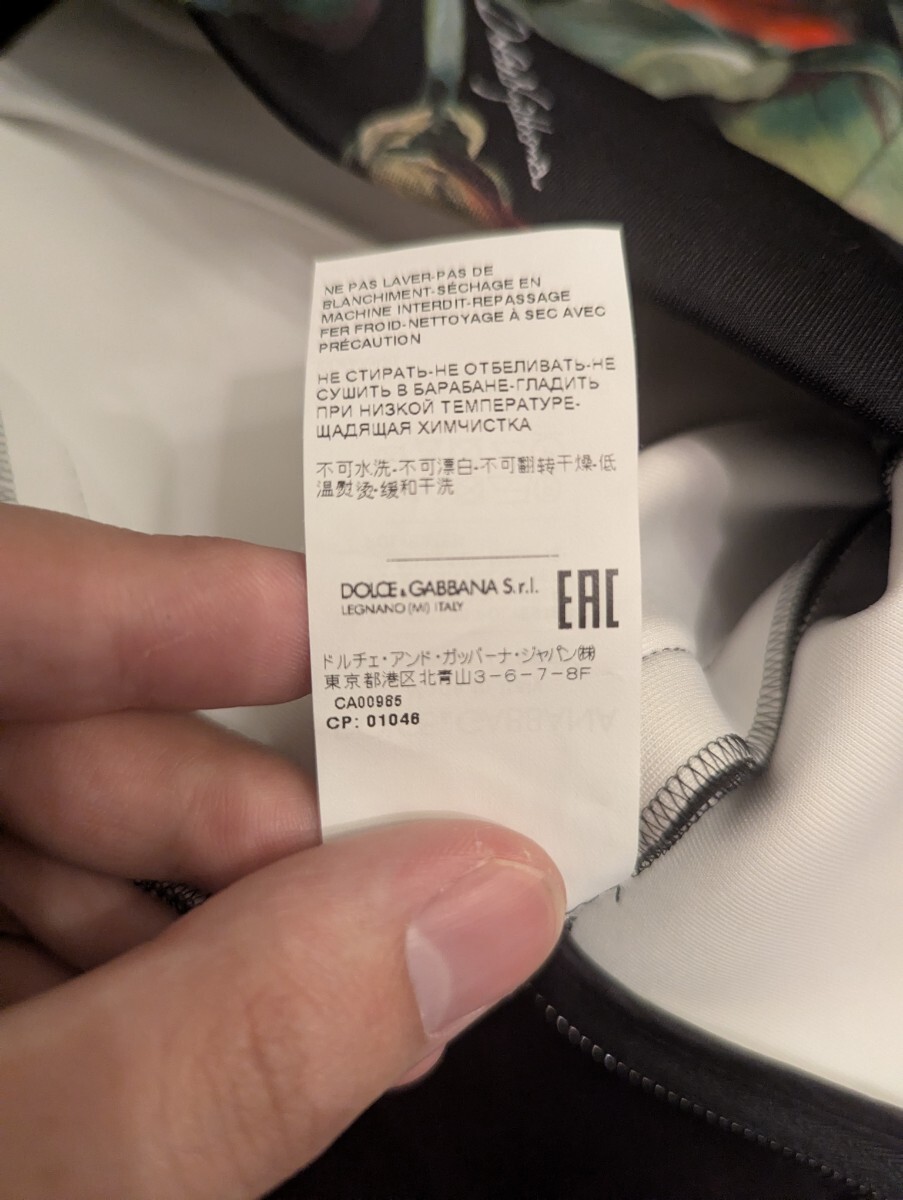 NE PAS LAVER-PAS DE
BLANCHIMENT-SÉCHAGE EN
MACHINE INTERDIT-REPASSAGE
FER FROID-NETTOYAGE À SEC AVEC
PRÉCAUTION
НЕ СТИРАТЬ-НЕ ОТБЕЛИВАТЬ-НЕ
СУШИТЬ В БАРАБАНЕ-ГЛАДИТЬ
ПРИ НИЗКОЙ ТЕМПЕРАТУРЕ-
ЩАДЯЩАЯ ХИМЧИСТКА
不可水洗-不可漂白-不可翻转干燥-低
温熨烫-缓和干洗
DOLCE & GABBANA S.r.l.
LEGNANO (MI) ITALY
EAC
ドルチェ・アンド・ガッバーナ・ジャパン㈱
東京都港区北青山3-6-7-8F
CA00985
CP: 01046